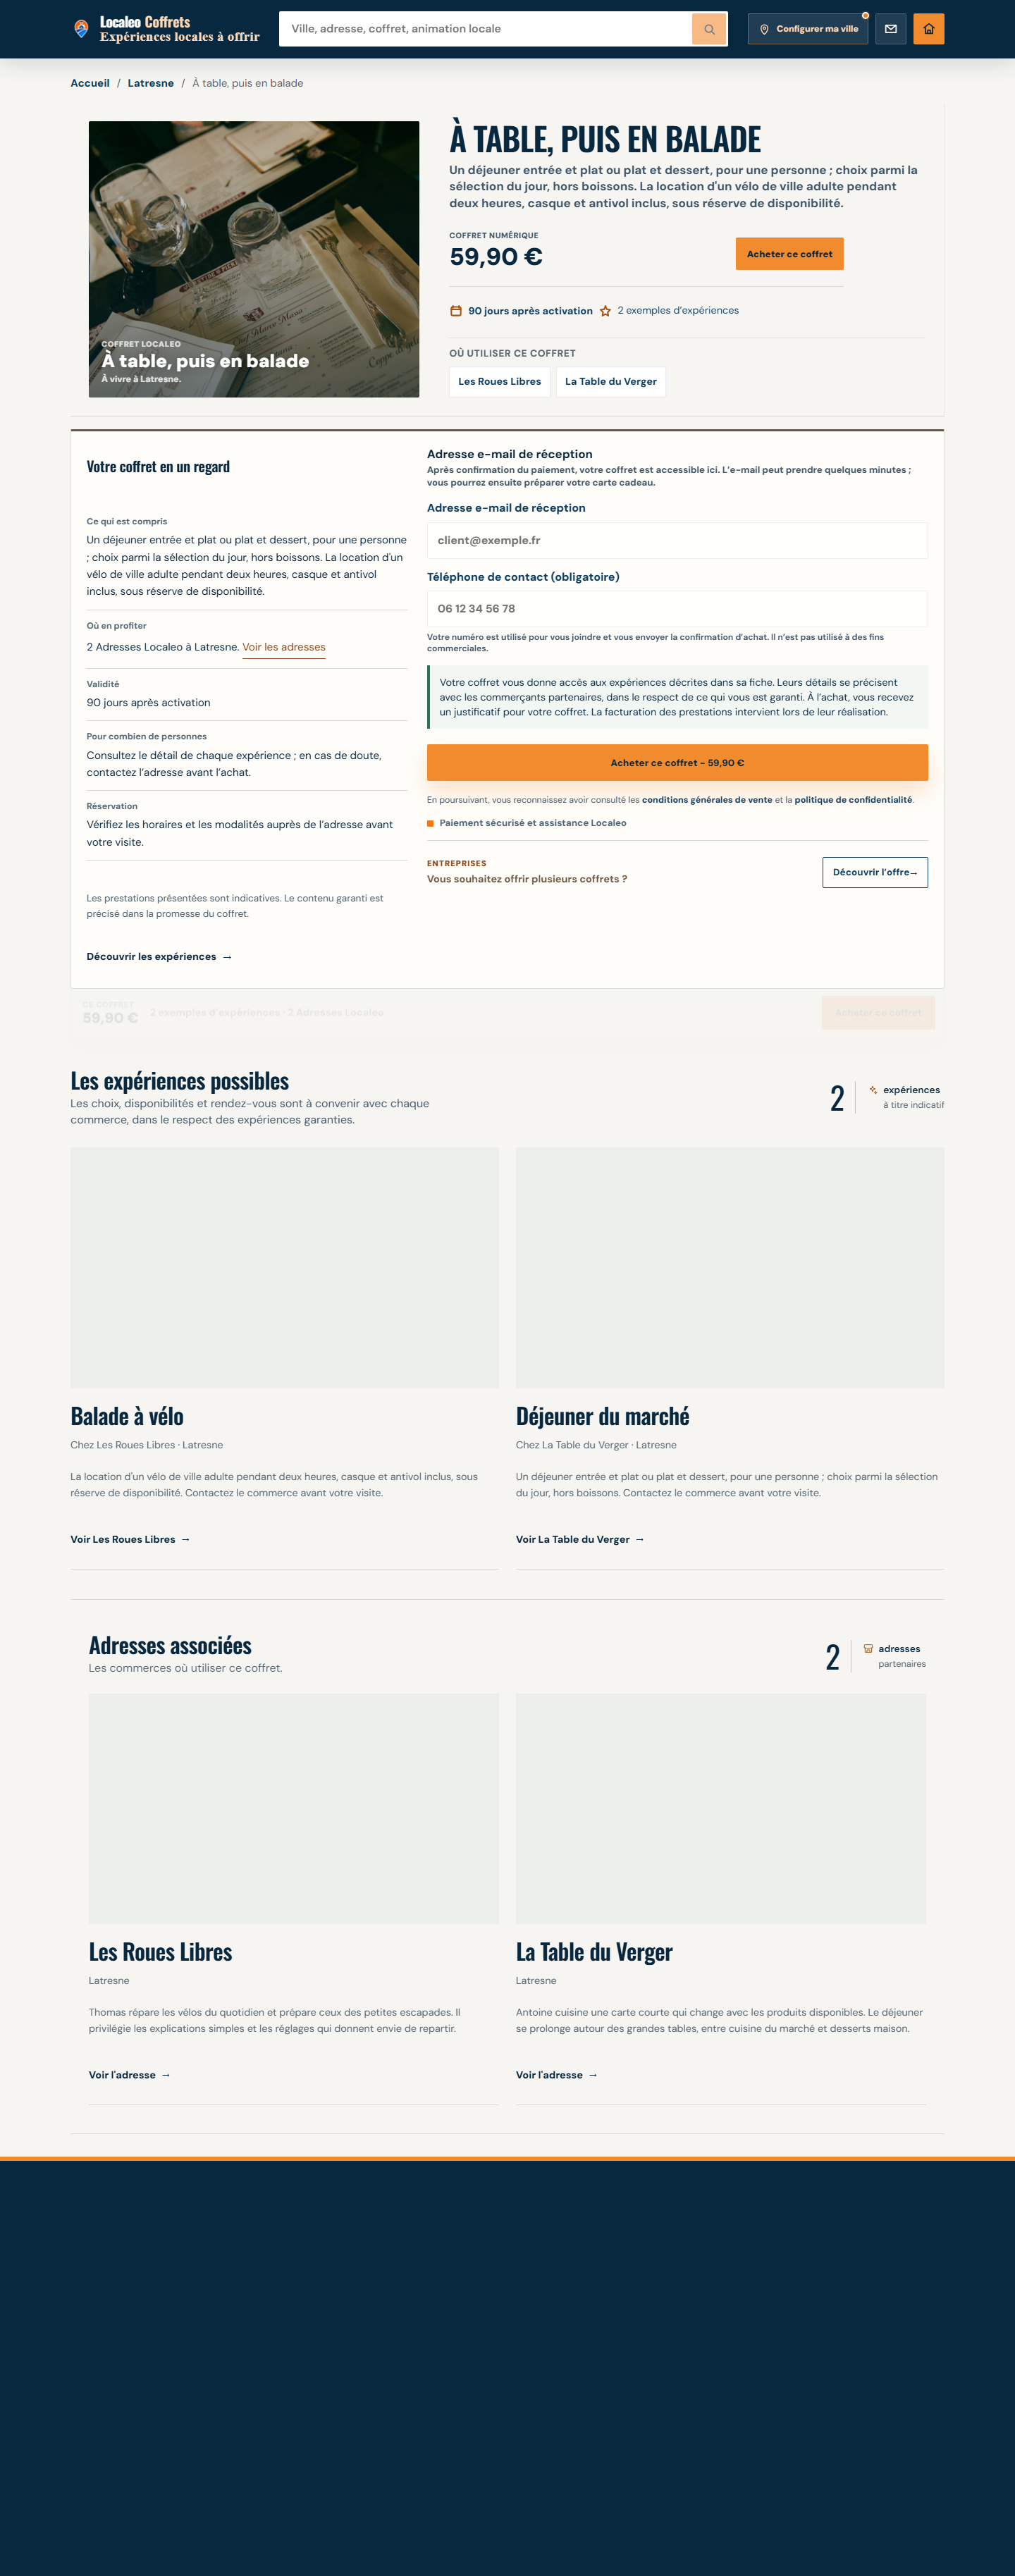 Localeo Coffrets
Expériences locales à offrir
Ville, adresse, coffret, animation locale
Configurer ma ville
Accueil / Latresne / À table, puis en balade
COFFRET LOCALEO
À table, puis en balade
À vivre à Latresne.
À TABLE, PUIS EN BALADE
Un déjeuner entrée et plat ou plat et dessert, pour une personne ; choix parmi la
sélection du jour, hors boissons. La location d'un vélo de ville adulte pendant
deux heures, casque et antivol inclus, sous réserve de disponibilité.
COFFRET NUMÉRIQUE
59,90 €
Acheter ce coffret
90 jours après activation
2 exemples d'expériences
OÙ UTILISER CE COFFRET
Les Roues Libres
La Table du Verger
Votre coffret en un regard
Ce qui est compris
Un déjeuner entrée et plat ou plat et dessert, pour une personne
; choix parmi la sélection du jour, hors boissons. La location d'un
vélo de ville adulte pendant deux heures, casque et antivol
inclus, sous réserve de disponibilité.
Où en profiter
2 Adresses Localeo à Latresne. Voir les adresses
Validité
90 jours après activation
Pour combien de personnes
Consultez le détail de chaque expérience ; en cas de doute,
contactez l'adresse avant l'achat.
Réservation
Vérifiez les horaires et les modalités auprès de l'adresse avant
votre visite.
Les prestations présentées sont indicatives. Le contenu garanti est
précisé dans la promesse du coffret.
Découvrir les expériences →
Adresse e-mail de réception
Après confirmation du paiement, votre coffret est accessible ici. L'e-mail peut prendre quelques minutes ;
vous pourrez ensuite préparer votre carte cadeau.
Adresse e-mail de réception
client@exemple.fr
Téléphone de contact (obligatoire)
06 12 34 56 78
Votre numéro est utilisé pour vous joindre et vous envoyer la confirmation d'achat. Il n'est pas utilisé à des fins
commerciales.
Votre coffret vous donne accès aux expériences décrites dans sa fiche. Leurs détails se précisent
avec les commerçants partenaires, dans le respect de ce qui vous est garanti. À l'achat, vous recevez
un justificatif pour votre coffret. La facturation des prestations intervient lors de leur réalisation.
Acheter ce coffret - 59,90 €
En poursuivant, vous reconnaissez avoir consulté les conditions générales de vente et la politique de confidentialité.
Paiement sécurisé et assistance Localeo
ENTREPRISES
Vous souhaitez offrir plusieurs coffrets ?
Découvrir l'offre→
CE COFFRET
59,90 €
2 exemples d'expériences · 2 Adresses Localeo
Acheter ce coffret
Les expériences possibles
Les choix, disponibilités et rendez-vous sont à convenir avec chaque
commerce, dans le respect des expériences garanties.
2
expériences
à titre indicatif
Balade à vélo
Chez Les Roues Libres · Latresne
La location d'un vélo de ville adulte pendant deux heures, casque et antivol inclus, sous
réserve de disponibilité. Contactez le commerce avant votre visite.
Voir Les Roues Libres →
Déjeuner du marché
Chez La Table du Verger · Latresne
Un déjeuner entrée et plat ou plat et dessert, pour une personne ; choix parmi la sélection
du jour, hors boissons. Contactez le commerce avant votre visite.
Voir La Table du Verger →
Adresses associées
Les commerces où utiliser ce coffret.
2
adresses
partenaires
Les Roues Libres
Latresne
Thomas répare les vélos du quotidien et prépare ceux des petites escapades. Il
privilégie les explications simples et les réglages qui donnent envie de repartir.
Voir l'adresse →
La Table du Verger
Latresne
Antoine cuisine une carte courte qui change avec les produits disponibles. Le déjeuner
se prolonge autour des grandes tables, entre cuisine du marché et desserts maison.
Voir l'adresse →